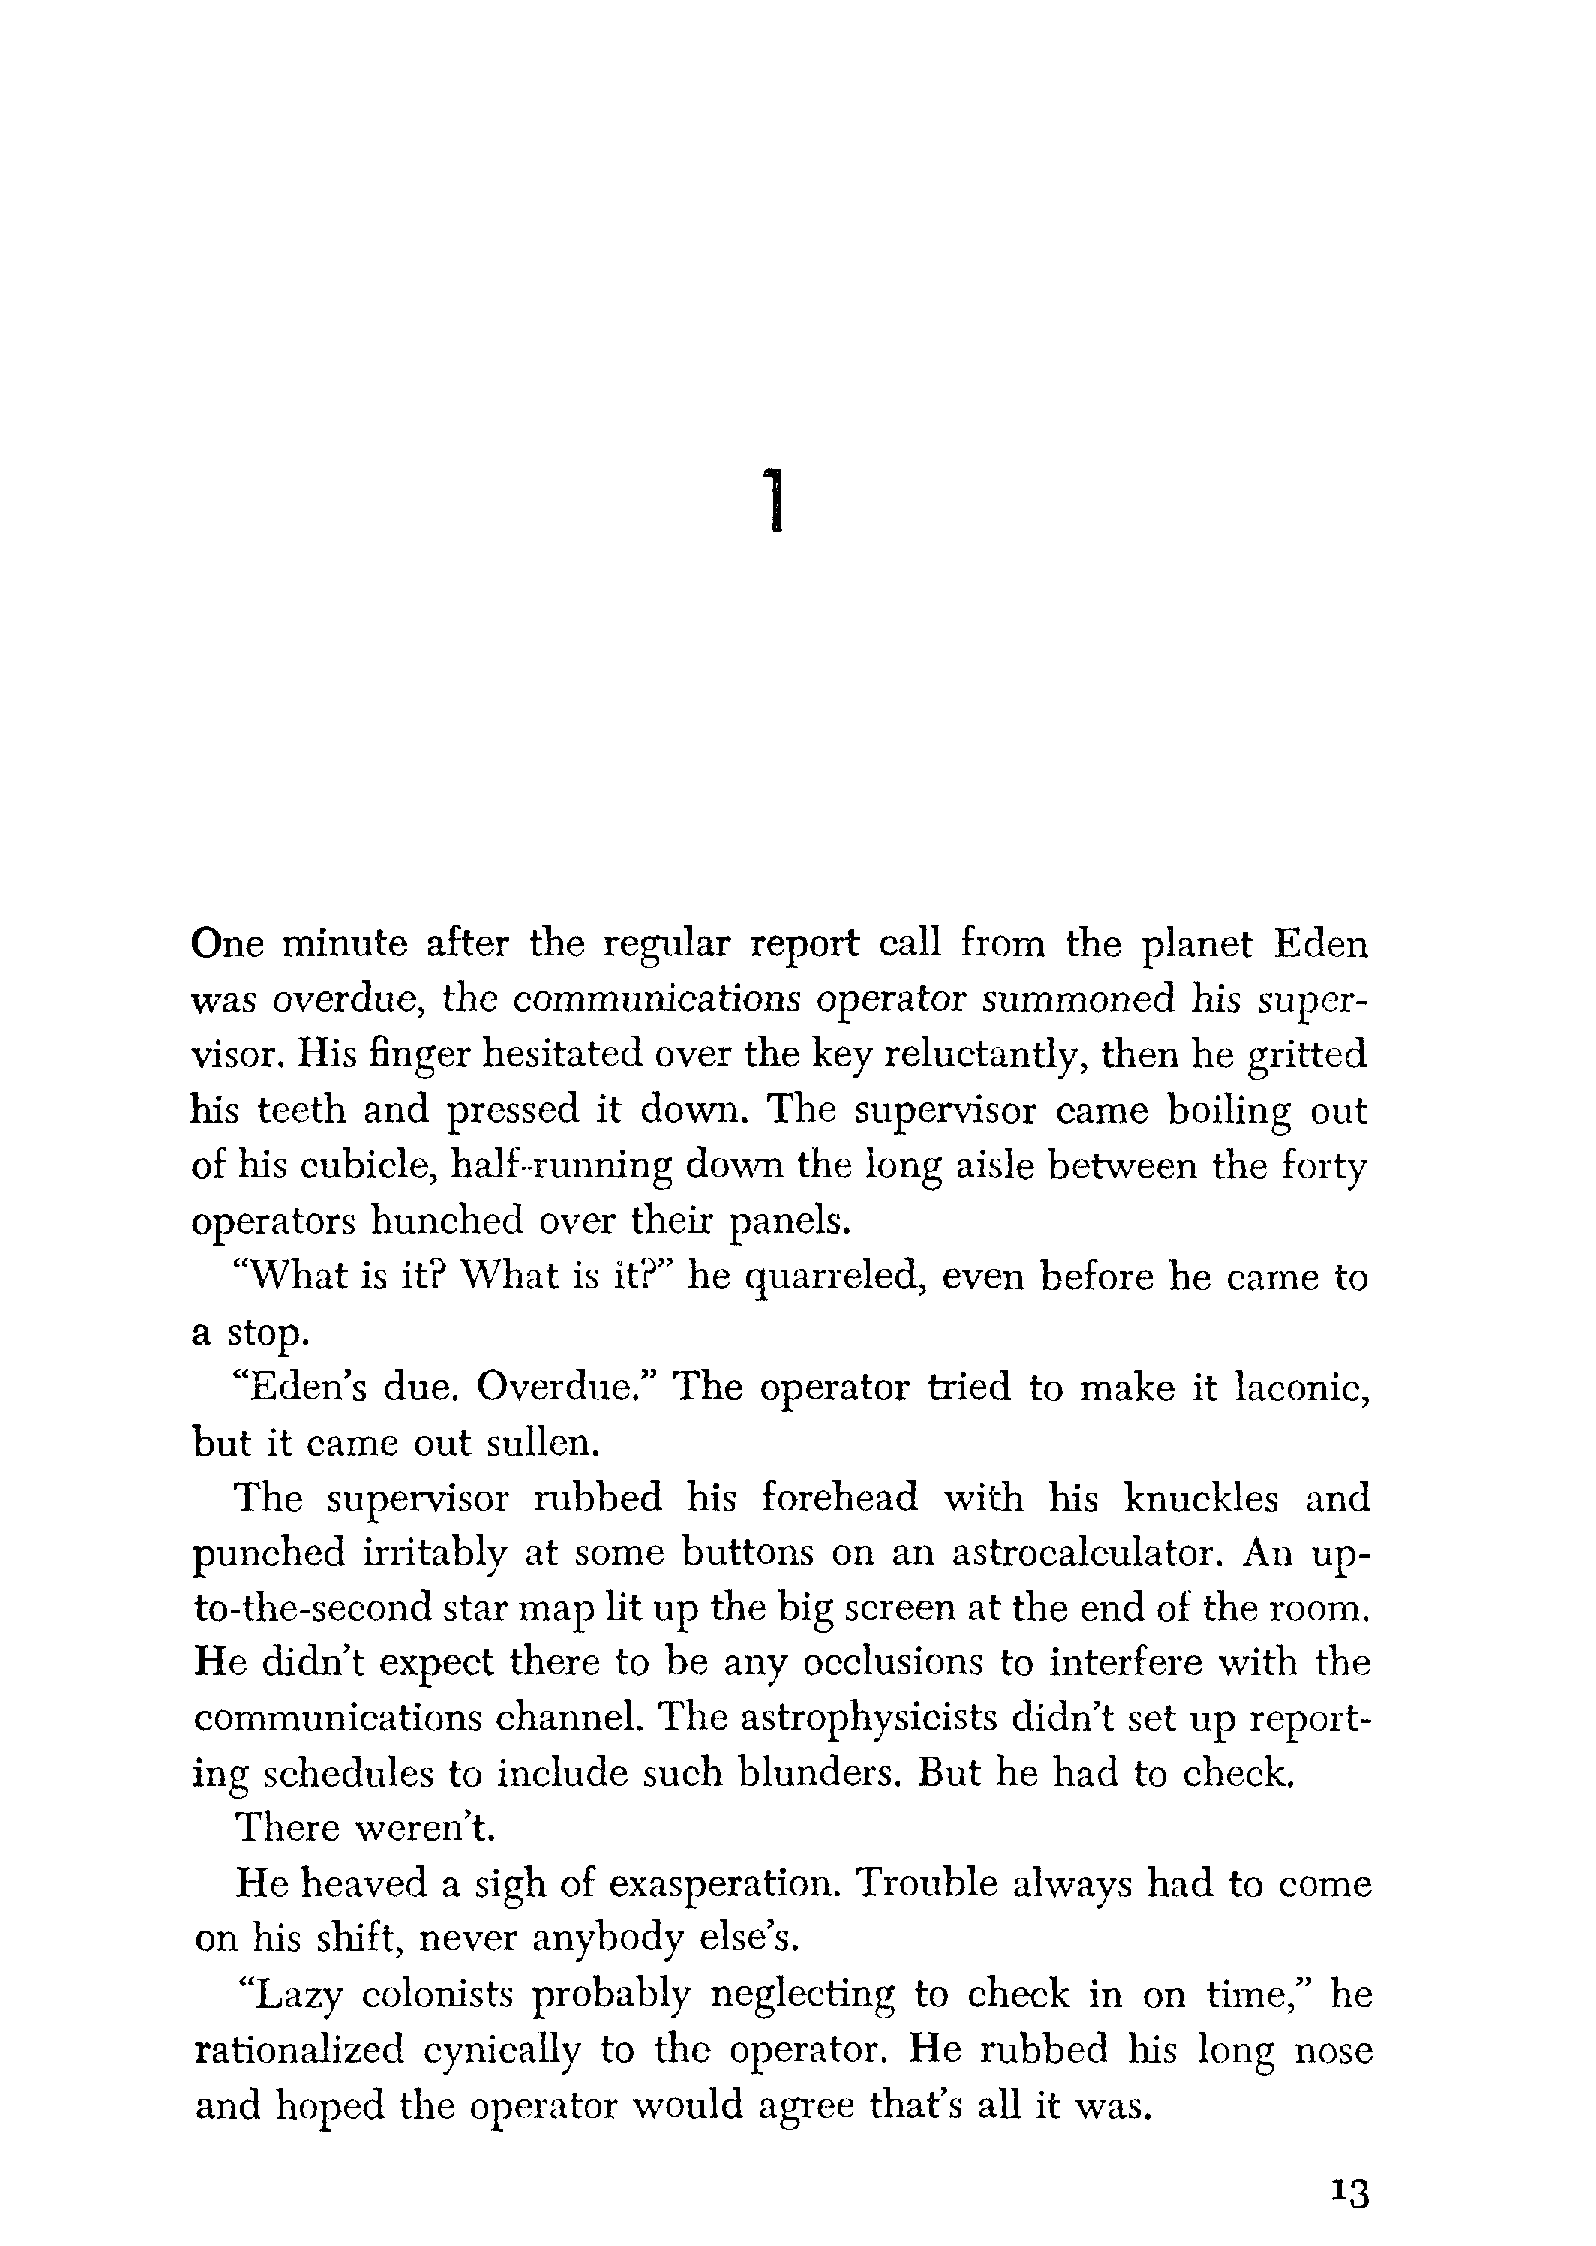 1
One minute after the regular report call from the planet Eden
was overdue, the communications operator summoned his super-
visor. His finger hesitated over the key reluctantly, then he gritted
his teeth and pressed it down. The supervisor came boiling out
of his cubicle, half-running down the long aisle between the forty
operators hunched over their panels.
“What is it? What is it?” he quarreled, even before he came to
a stop.
“Eden’s due. Overdue.” The operator tried to make it laconic,
but it came out sullen.
The supervisor rubbed his forehead with his knuckles and
punched irritably at some buttons on an astrocalculator. An up-
to-the-second star map lit up the big screen at the end of the room.
He didn’t expect there to be any occlusions to interfere with the
communications channel. The astrophysicists didn’t set up report-
ing schedules to include such blunders. But he had to check.
There weren’t.
He heaved a sigh of exasperation. Trouble always had to come
on his shift, never anybody else’s.
“Lazy colonists probably neglecting to check in on time,” he
rationalized cynically to the operator. He rubbed his long nose
and hoped the operator would agree that’s all it was.
13